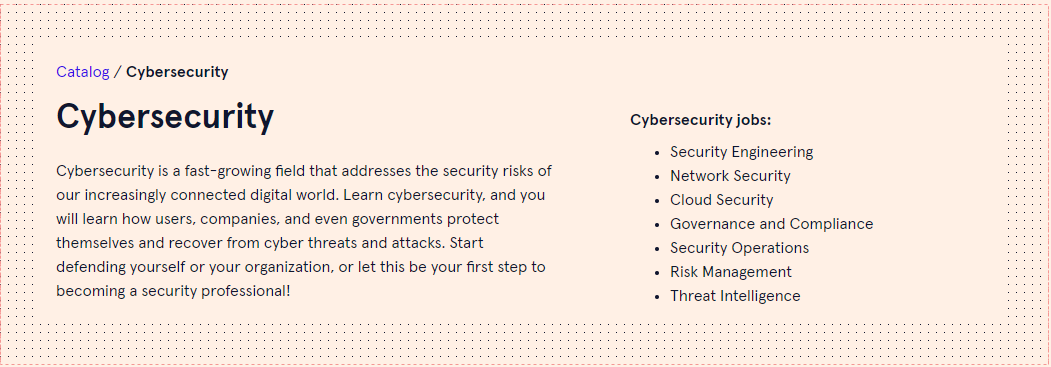 Catalog / Cybersecurity
Cybersecurity
Cybersecurity is a fast-growing field that addresses the security risks of
our increasingly connected digital world. Learn cybersecurity, and you
will learn how users, companies, and even governments protect
themselves and recover from cyber threats and attacks. Start
defending yourself or your organization, or let this be your first step to
becoming a security professional!
Cybersecurity jobs:
• Security Engineering
• Network Security
• Cloud Security
• Governance and Compliance
• Security Operations
• Risk Management
• Threat Intelligence